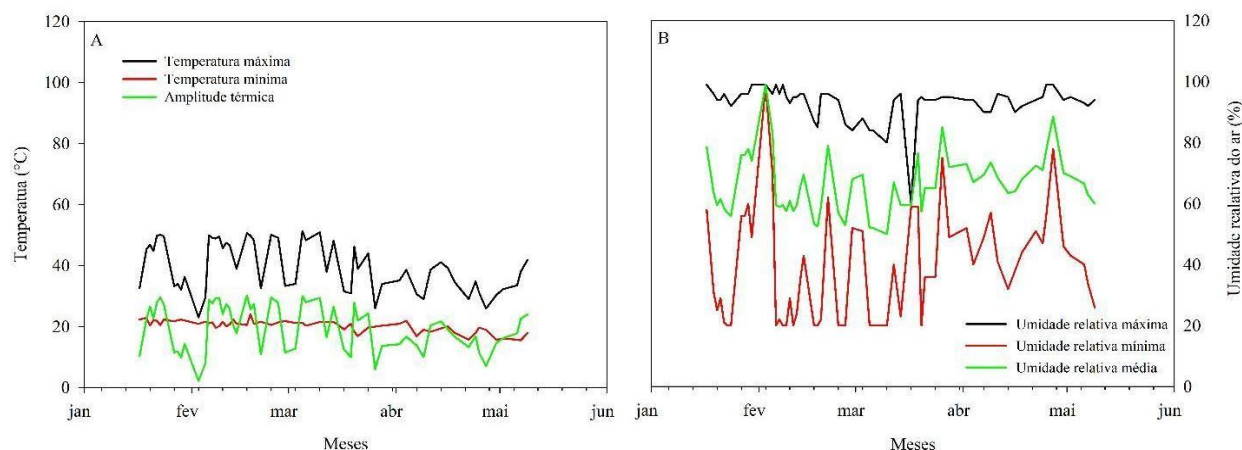 A
Temperatura máxima
Temperatura mínima
Amplitude térmica
Temperatua (°C)
120
100
80
60
40
20
0
jan
fev
mar
abr
mai
jun
Meses
B
Umidade relativa máxima
Umidade relativa mínima
Umidade relativa média
120
100
80
60
40
20
0
Umidade realativa do ar (%)
jan
fev
mar
abr
mai
jun
Meses